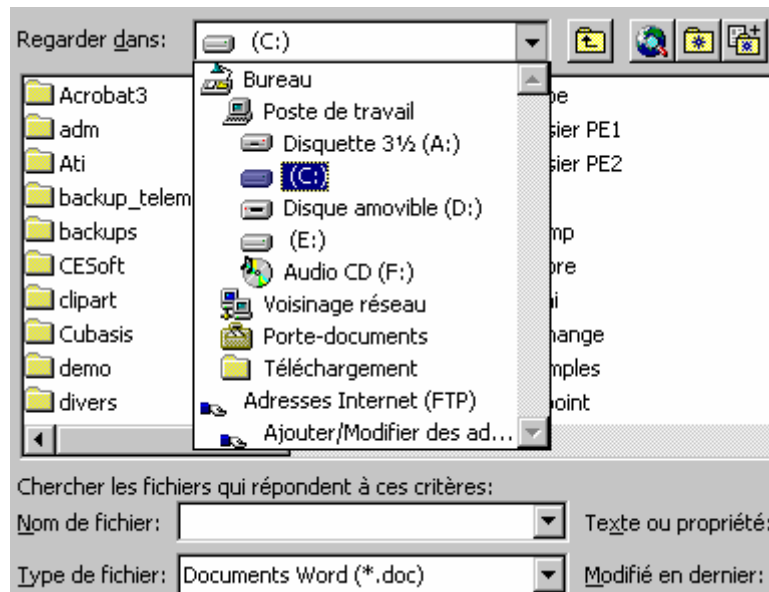 Regarder dans: (C:)
Bureau
Poste de travail
Disquette 3½ (A:)
(C:)
Disque amovible (D:)
(E:)
Audio CD (F:)
Voisinage réseau
Porte-documents
Téléchargement
Adresses Internet (FTP)
Ajouter/Modifier des ad...
Acrobat3
adm
Ati
backup_telem
backups
CESoft
clipart
Cubasis
demo
divers
sier PE1
sier PE2
Chercher les fichiers qui répondent à ces critères:
Nom de fichier: Texte ou propriété:
Type de fichier: Documents Word (*.doc) Modifié en dernier: